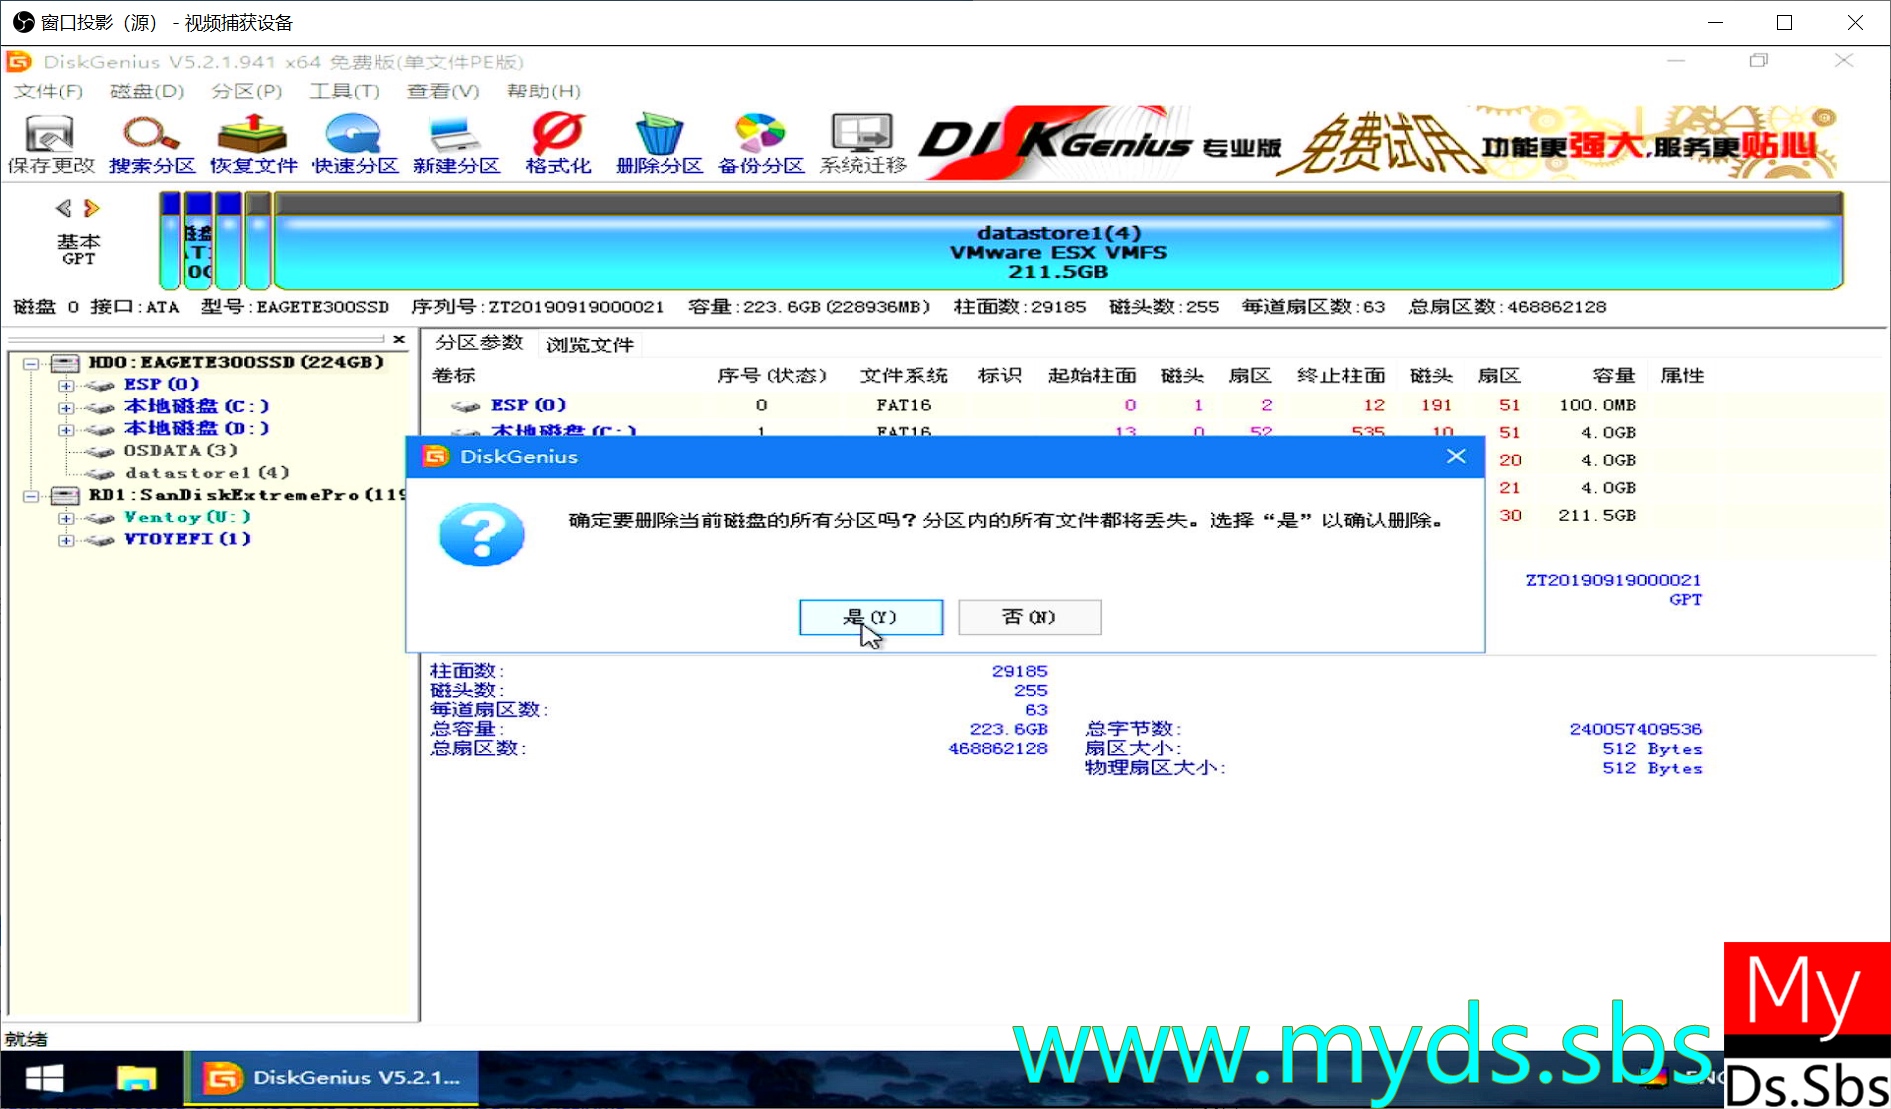 窗口投影（源） - 视频捕获设备
DiskGenius V5.2.1.941 x64 免费版(单文件PE版)
文件(F) 磁盘(D) 分区(P) 工具(T) 查看(V) 帮助(H)
保存更改 搜索分区 恢复文件 快速分区 新建分区 格式化 删除分区 备份分区 系统迁移
DISKGenius 专业版 免费试用 功能更强大,服务更贴心
基本
GPT
datastore1(4)
VMware ESX VMFS
211.5GB
磁盘 0 接口:ATA 型号:EAGETE300SSD 序列号:ZT20190919000021 容量:223.6GB(228936MB) 柱面数:29185 磁头数:255 每道扇区数:63 总扇区数:468862128
HD0:EAGETE300SSD(224GB)
ESP(0)
本地磁盘(C:)
本地磁盘(D:)
OSDATA(3)
datastore1(4)
RD1:SanDiskExtremePro(119
Ventoy(U:)
VTOYEFI(1)
分区参数 浏览文件
卷标 序号(状态) 文件系统 标识 起始柱面 磁头 扇区 终止柱面 磁头 扇区 容量 属性
ESP(0) 0 FAT16 0 1 2 12 191 51 100.0MB
本地磁盘(C:) 1 FAT16 13 0 52 535 10 51 4.0GB
20 4.0GB
21 4.0GB
30 211.5GB
DiskGenius
确定要删除当前磁盘的所有分区吗？分区内的所有文件都将丢失。选择“是”以确认删除。
是(Y) 否(N)
ZT20190919000021
GPT
柱面数: 29185
磁头数: 255
每道扇区数: 63
总容量: 223.6GB 总字节数: 240057409536
总扇区数: 468862128 扇区大小: 512 Bytes
物理扇区大小: 512 Bytes
就绪
DiskGenius V5.2.1...
www.myds.sbs
My
Ds.Sbs